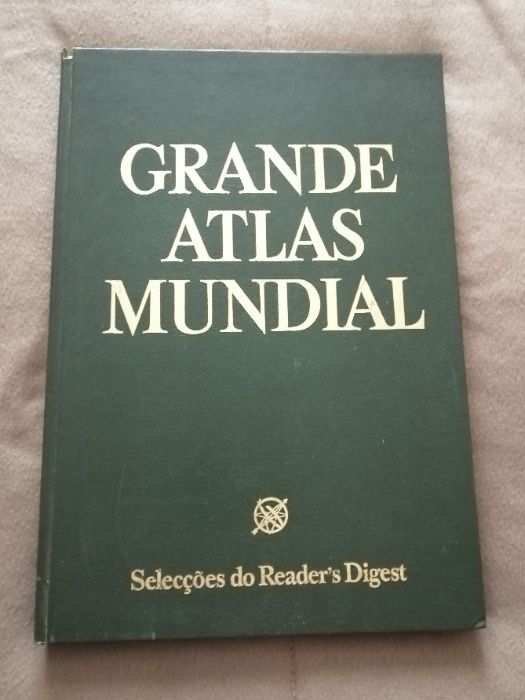 GRANDE
ATLAS
MUNDIAL
Selecções do Reader's Digest